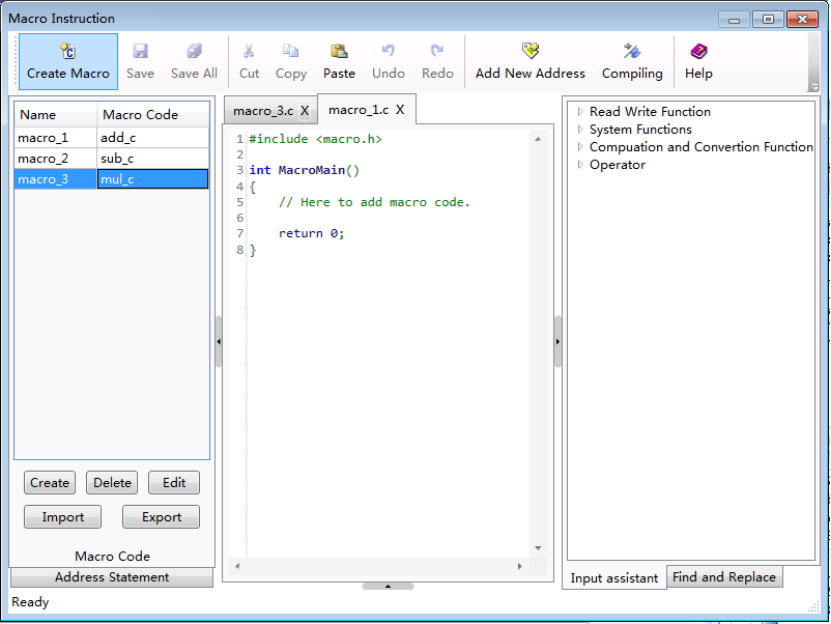 Macro Instruction
Create Macro Save Save All Cut Copy Paste Undo Redo Add New Address Compiling Help
Name Macro Code
macro_1 add_c
macro_2 sub_c
macro_3 mul_c
Create Delete Edit
Import Export
Macro Code
Address Statement
macro_3.c X macro_1.c X
1 #include <macro.h>
2
3 int MacroMain()
4 {
5 // Here to add macro code.
6
7 return 0;
8 }
Read Write Function
System Functions
Compuation and Convertion Function
Operator
Input assistant Find and Replace
Ready